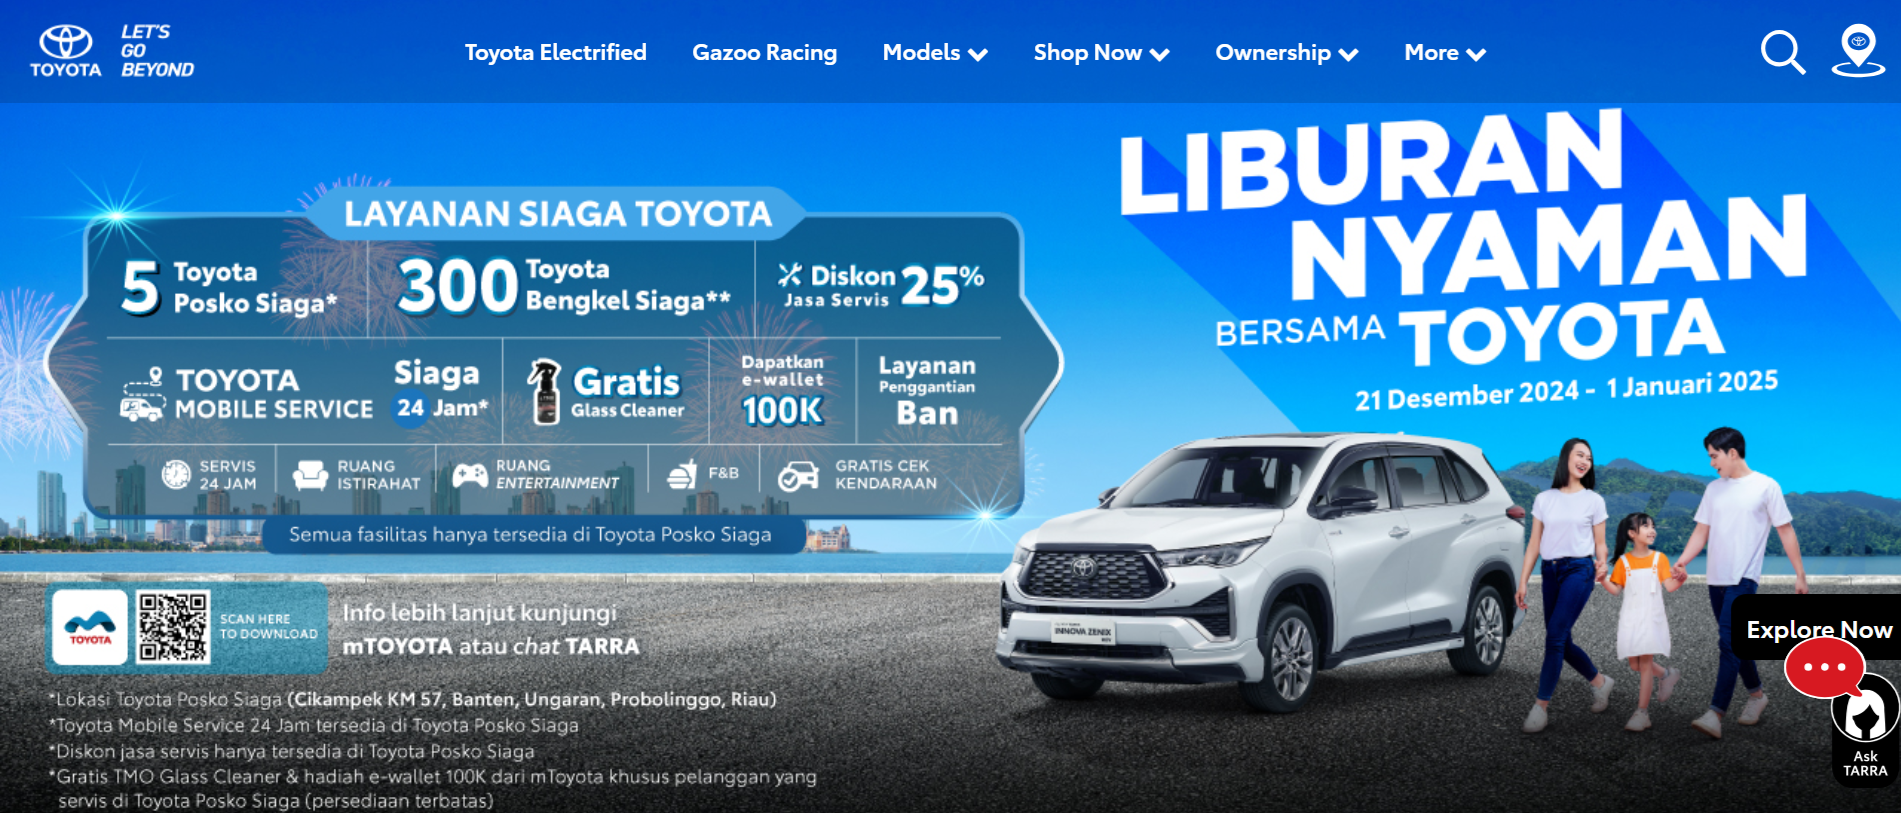 TOYOTA
LET'S
GO
BEYOND
Toyota Electrified
Gazoo Racing
Models
Shop Now
Ownership
More
LAYANAN SIAGA TOYOTA
5 Toyota
Posko Siaga*
300 Toyota
Bengkel Siaga**
Diskon 25%
Jasa Servis
TOYOTA
MOBILE SERVICE
Siaga
24 Jam*
Gratis
Glass Cleaner
Dapatkan
e-wallet
100K
Layanan
Penggantian
Ban
SERVIS
24 JAM
RUANG
ISTIRAHAT
RUANG
ENTERTAINMENT
F&B
GRATIS CEK
KENDARAAN
Semua fasilitas hanya tersedia di Toyota Posko Siaga
LIBURAN
NYAMAN
BERSAMA TOYOTA
21 Desember 2024 - 1 Januari 2025
INNOVA ZENIX
TOYOTA
SCAN HERE
TO DOWNLOAD
Info lebih lanjut kunjungi
mTOYOTA atau chat TARRA
*Lokasi Toyota Posko Siaga (Cikampek KM 57, Banten, Ungaran, Probolinggo, Riau)
*Toyota Mobile Service 24 Jam tersedia di Toyota Posko Siaga
*Diskon jasa servis hanya tersedia di Toyota Posko Siaga
*Gratis TMO Glass Cleaner & hadiah e-wallet 100K dari mToyota khusus pelanggan yang
servis di Toyota Posko Siaga (persediaan terbatas)
Explore Now
Ask
TARRA